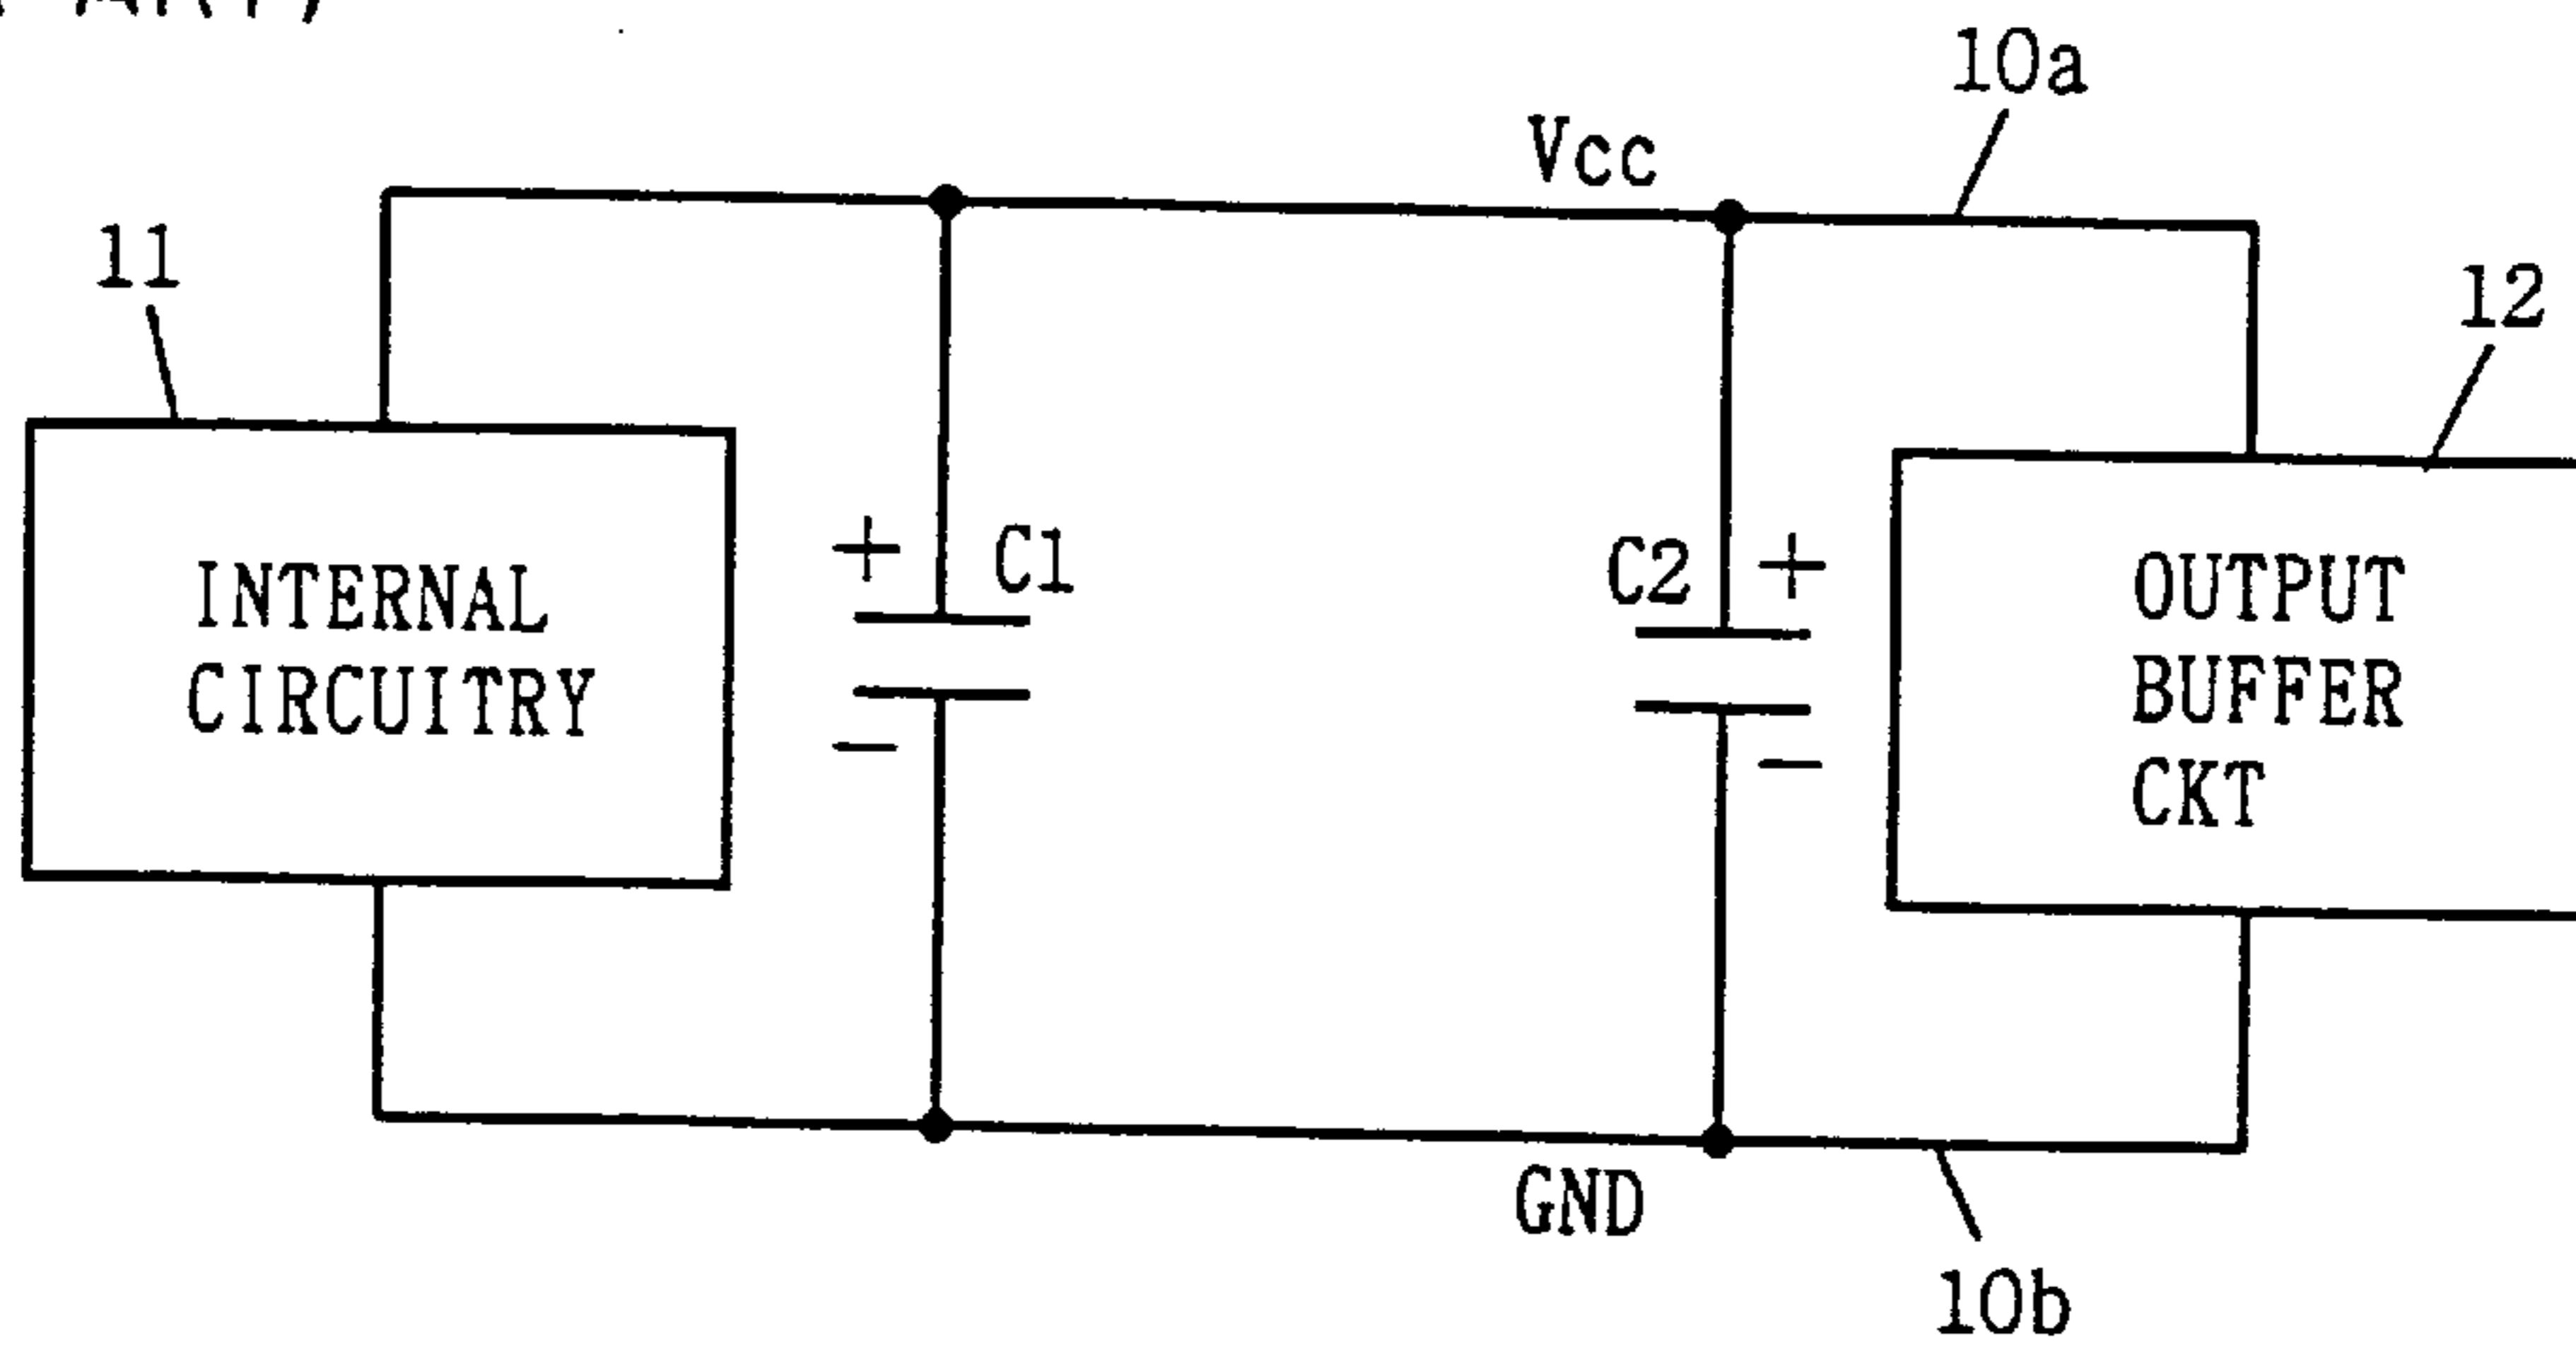 10a
Vcc
11
12
+ C1
C2 +
INTERNAL
CIRCUITRY
OUTPUT
BUFFER
CKT
−
−
GND
10b